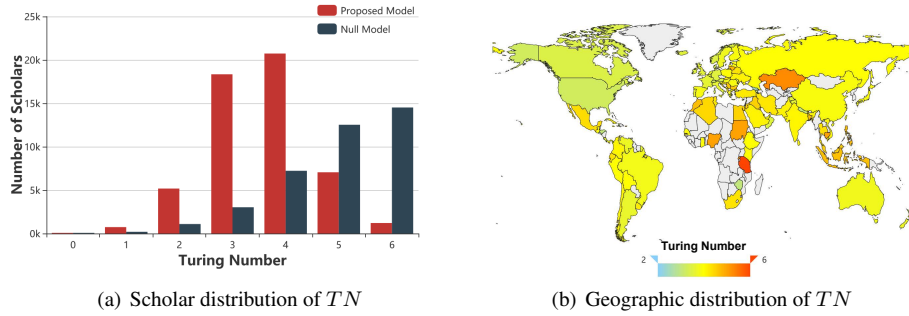 Proposed Model
Null Model
25k
20k
15k
10k
5k
0k
Number of Scholars
0 1 2 3 4 5 6
Turing Number
(a) Scholar distribution of TN
Turing Number
2 6
(b) Geographic distribution of TN